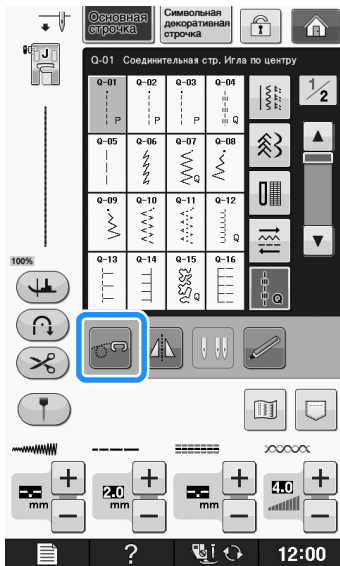 Основная
строчка
Символьная
декоративная
строчка
J
Q-01 Соединительная стр. Игла по центру
Q-01 Q-02 Q-03 Q-04
P P P Q
1/2
Q-05 Q-06 Q-07 Q-08
Q
Q-09 Q-10 Q-11 Q-12
Q
Q-13 Q-14 Q-15 Q-16
Q
Q
100%
-.- mm
2.0 mm
-.- mm
4.0
? 12:00